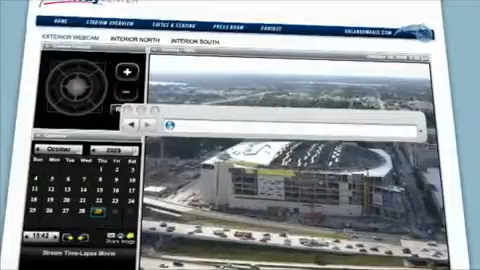 CENTER
HOME STADIUM OVERVIEW SUITES & SEATING PRESS ROOM CONTACT ORLANDOMAGIC.COM
EXTERIOR WEBCAM INTERIOR NORTH INTERIOR SOUTH
October 2009
Sun Mon Tue Wed Thu Fri Sat
1 2 3
4 5 6 7 8 9 10
11 12 13 14 15 16 17
18 19 20 21 22 23 24
25 26 27 28 29 30 31
15:42
Share Image
Stream Time-Lapse Movie